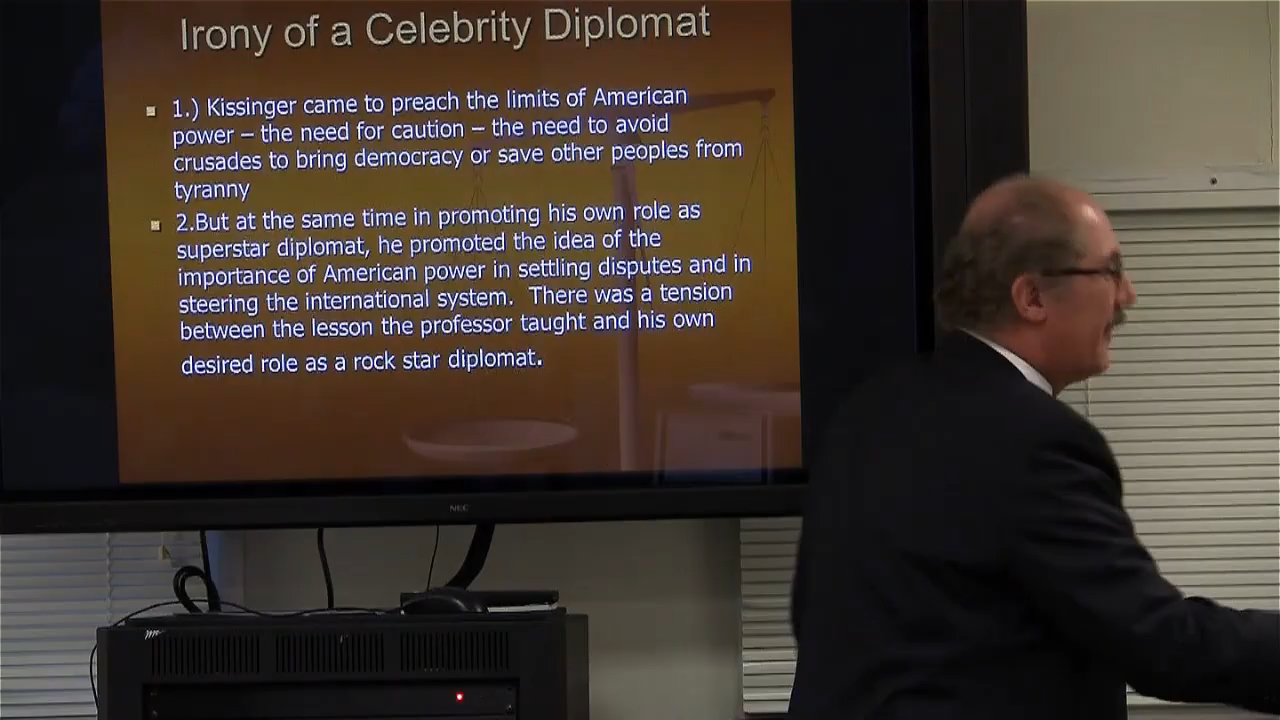 Irony of a Celebrity Diplomat
1.) Kissinger came to preach the limits of American
power – the need for caution – the need to avoid
crusades to bring democracy or save other peoples from
tyranny
2.But at the same time in promoting his own role as
superstar diplomat, he promoted the idea of the
importance of American power in settling disputes and in
steering the international system.  There was a tension
between the lesson the professor taught and his own
desired role as a rock star diplomat.
NEC